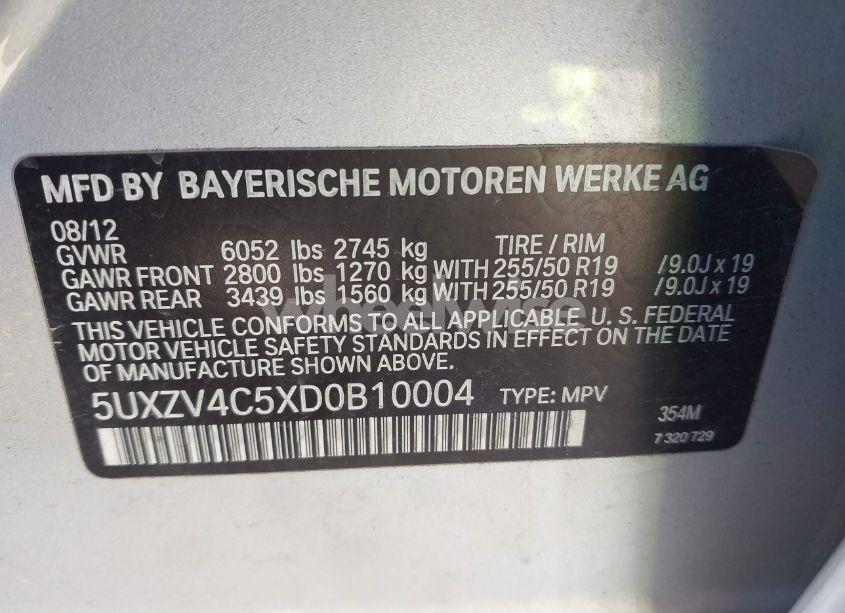 MFD BY BAYERISCHE MOTOREN WERKE AG
08/12
GVWR 6052 lbs 2745 kg TIRE / RIM
GAWR FRONT 2800 lbs 1270 kg WITH 255/50 R19 /9.0J x 19
GAWR REAR 3439 lbs 1560 kg WITH 255/50 R19 /9.0J x 19
THIS VEHICLE CONFORMS TO ALL APPLICABLE U. S. FEDERAL
MOTOR VEHICLE SAFETY STANDARDS IN EFFECT ON THE DATE
OF MANUFACTURE SHOWN ABOVE.
5UXZV4C5XD0B10004 TYPE: MPV 354M
7 320 729